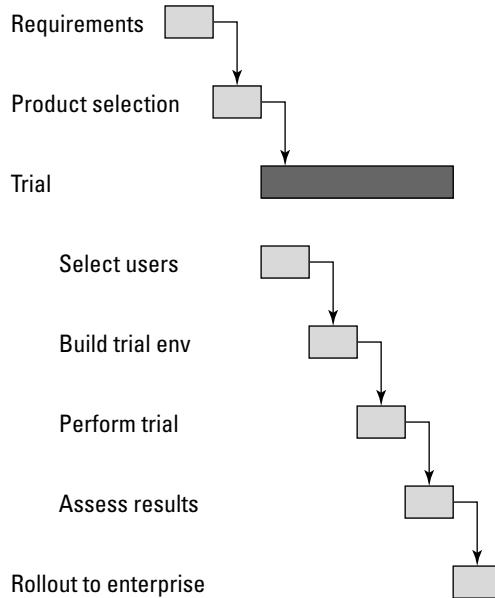 Requirements
Product selection
Trial
Select users
Build trial env
Perform trial
Assess results
Rollout to enterprise